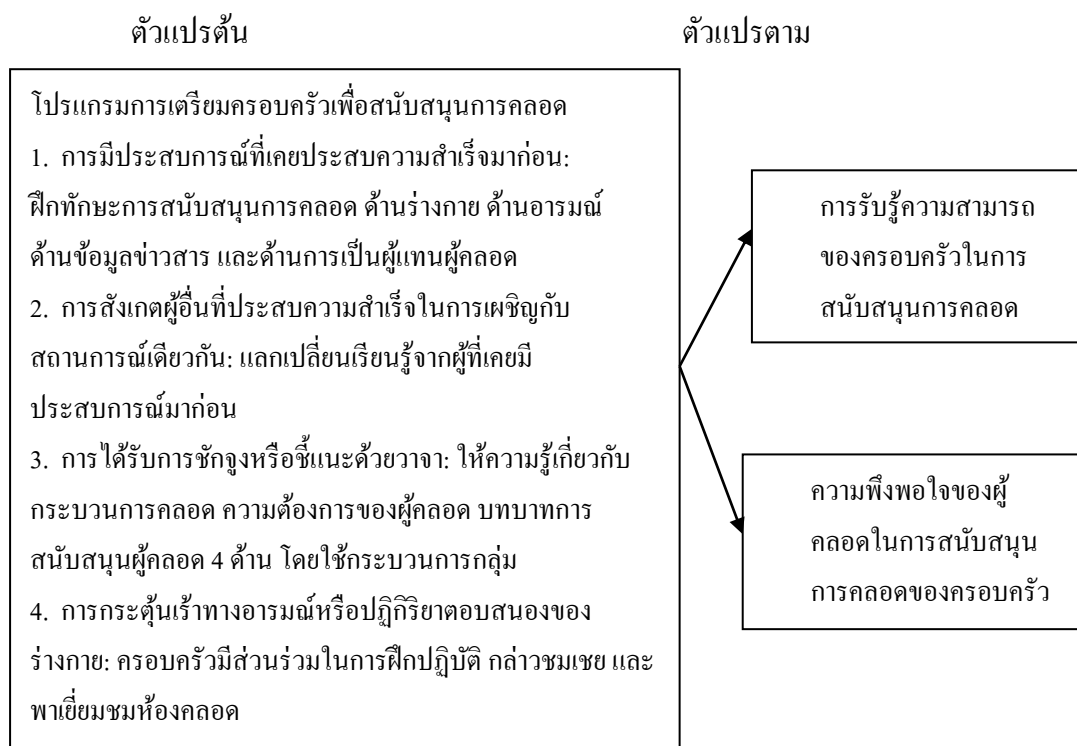 ตัวแปรต้น
ตัวแปรตาม
โปรแกรมการเตรียมครอบครัวเพื่อสนับสนุนการคลอด
1. การมีประสบการณ์ที่เคยประสบความสำเร็จมาก่อน:
ฝึกทักษะการสนับสนุนการคลอด ด้านร่างกาย ด้านอารมณ์
ด้านข้อมูลข่าวสาร และด้านการเป็นผู้แทนผู้คลอด
2. การสังเกตผู้อื่นที่ประสบความสำเร็จในการเผชิญกับ
สถานการณ์เดียวกัน: แลกเปลี่ยนเรียนรู้จากผู้ที่เคยมี
ประสบการณ์มาก่อน
3. การได้รับการชักจูงหรือชี้แนะด้วยวาจา: ให้ความรู้เกี่ยวกับ
กระบวนการคลอด ความต้องการของผู้คลอด บทบาทการ
สนับสนุนผู้คลอด 4 ด้าน โดยใช้กระบวนการกลุ่ม
4. การกระตุ้นเร้าทางอารมณ์หรือปฏิกิริยาตอบสนองของ
ร่างกาย: ครอบครัวมีส่วนร่วมในการฝึกปฏิบัติ กล่าวชมเชย และ
พาเยี่ยมชมห้องคลอด
การรับรู้ความสามารถ
ของครอบครัวในการ
สนับสนุนการคลอด
ความพึงพอใจของผู้
คลอดในการสนับสนุน
การคลอดของครอบครัว